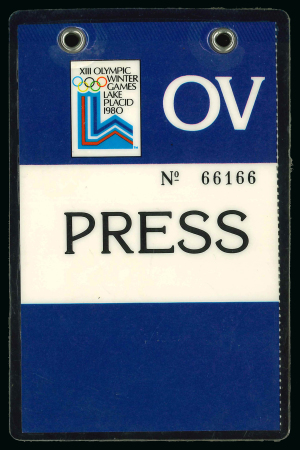 XIII OLYMPIC
WINTER
GAMES
LAKE
PLACID
1980
OV
Nº 66166
PRESS